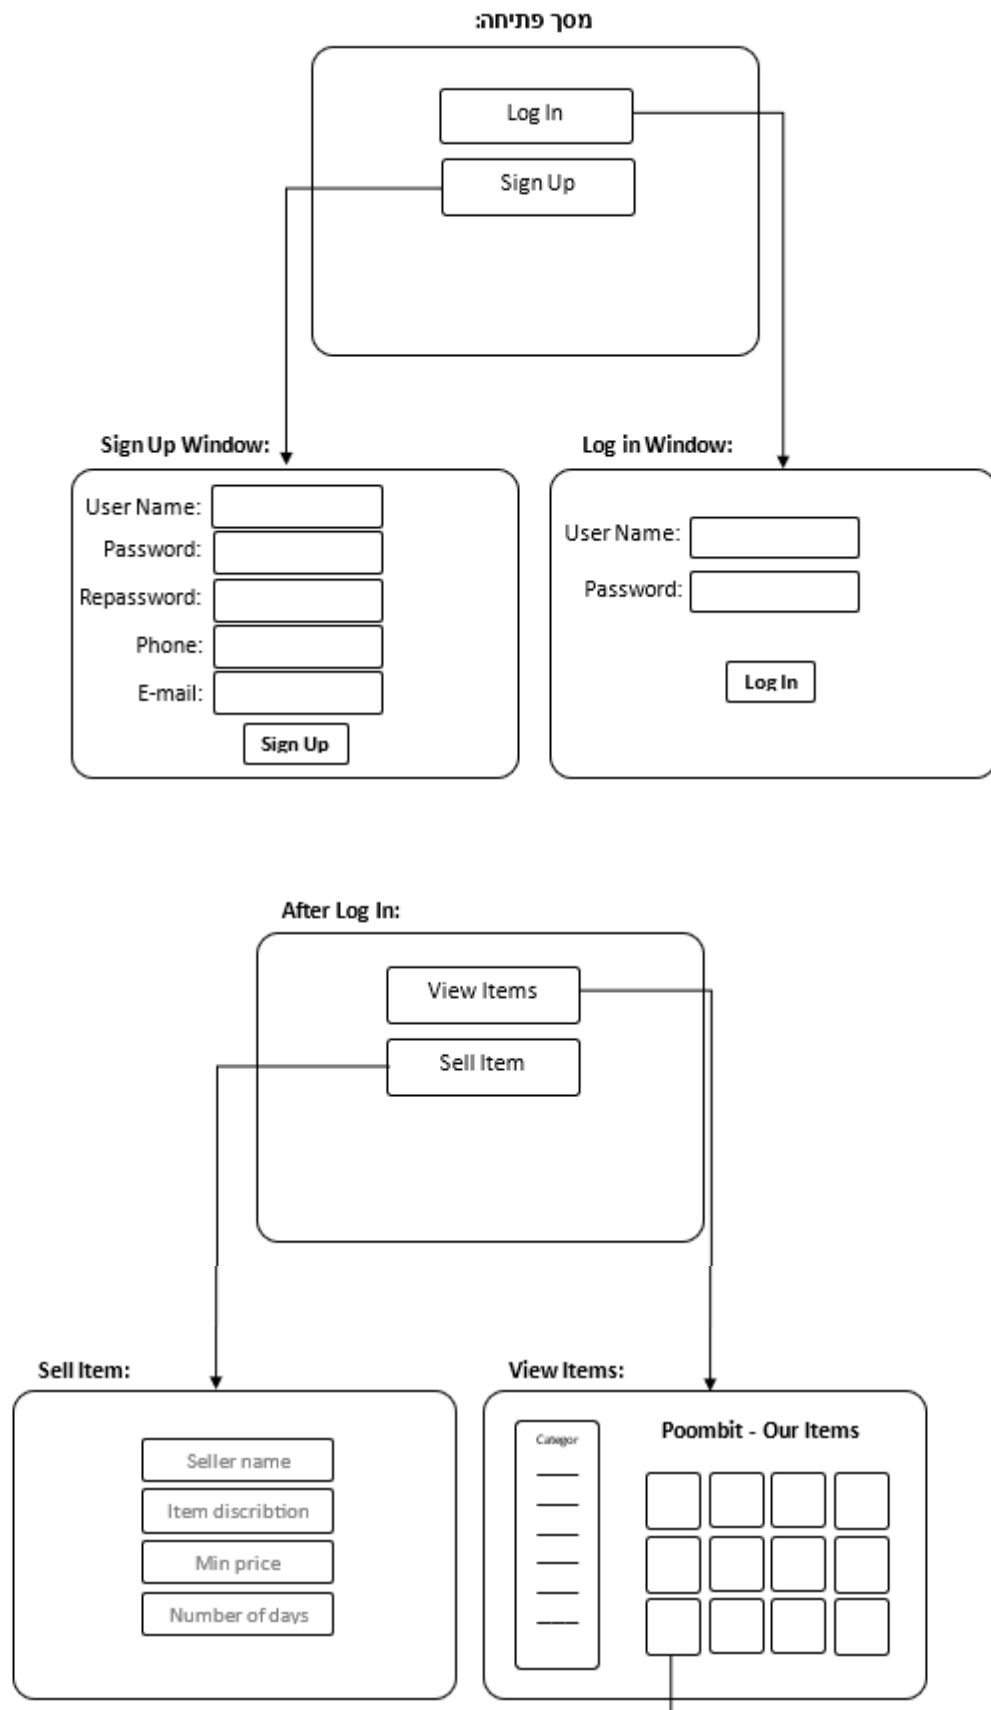 מסך פתיחה:
Log In
Sign Up
Sign Up Window:
User Name:
Password:
Repassword:
Phone:
E-mail:
Sign Up
Log in Window:
User Name:
Password:
Log In
After Log In:
View Items
Sell Item
Sell Item:
Seller name
Item discribtion
Min price
Number of days
View Items:
Categor
Poombit - Our Items